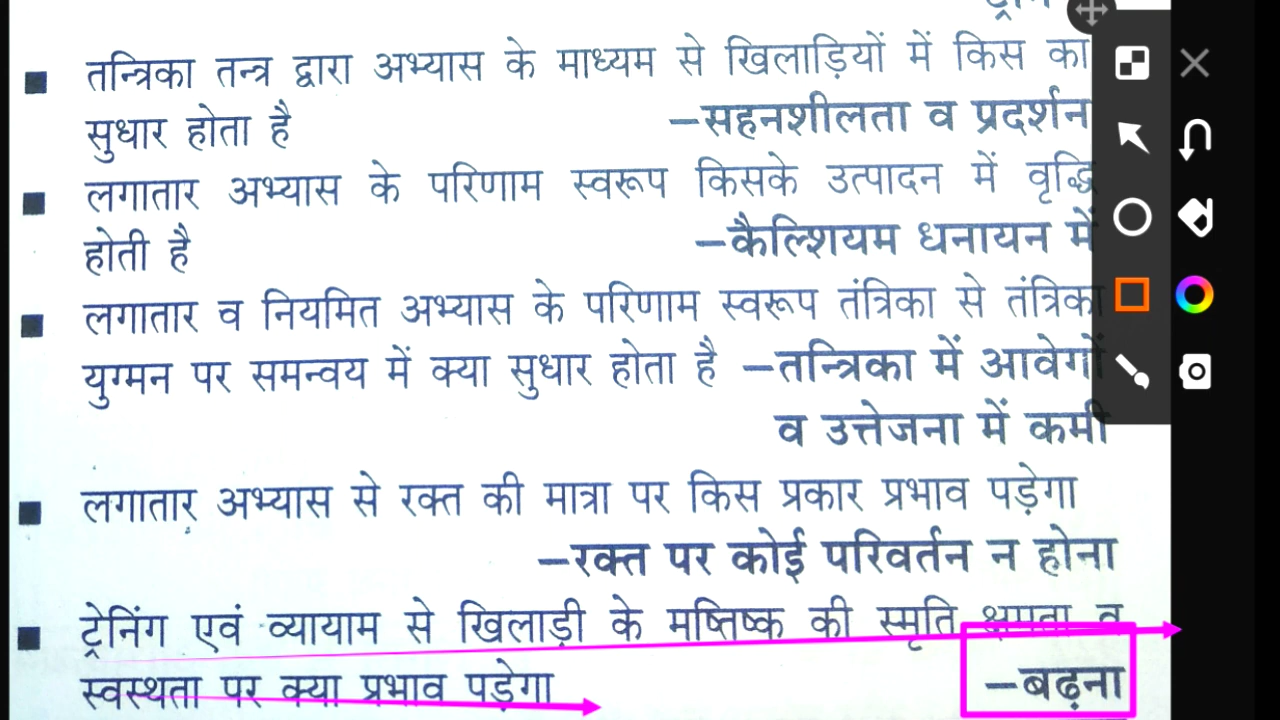 तन्त्रिका तन्त्र द्वारा अभ्यास के माध्यम से खिलाड़ियों में किस का
सुधार होता है –सहनशीलता व प्रदर्शन
लगातार अभ्यास के परिणाम स्वरूप किसके उत्पादन में वृद्धि
होती है –कैल्शियम धनायन में
लगातार व नियमित अभ्यास के परिणाम स्वरूप तंत्रिका से तंत्रिका
युग्मन पर समन्वय में क्या सुधार होता है –तन्त्रिका में आवेगों
व उत्तेजना में कमी
लगातार अभ्यास से रक्त की मात्रा पर किस प्रकार प्रभाव पड़ेगा
–रक्त पर कोई परिवर्तन न होना
ट्रेनिंग एवं व्यायाम से खिलाड़ी के मष्तिष्क की स्मृति क्षमता व
स्वस्थता पर क्या प्रभाव पड़ेगा –बढ़ना